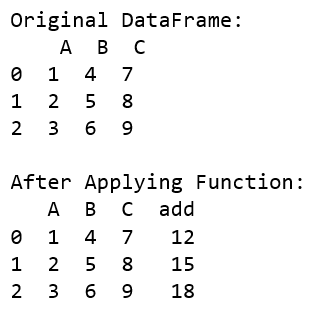 Original DataFrame:
A B C
0 1 4 7
1 2 5 8
2 3 6 9
After Applying Function:
A B C add
0 1 4 7 12
1 2 5 8 15
2 3 6 9 18